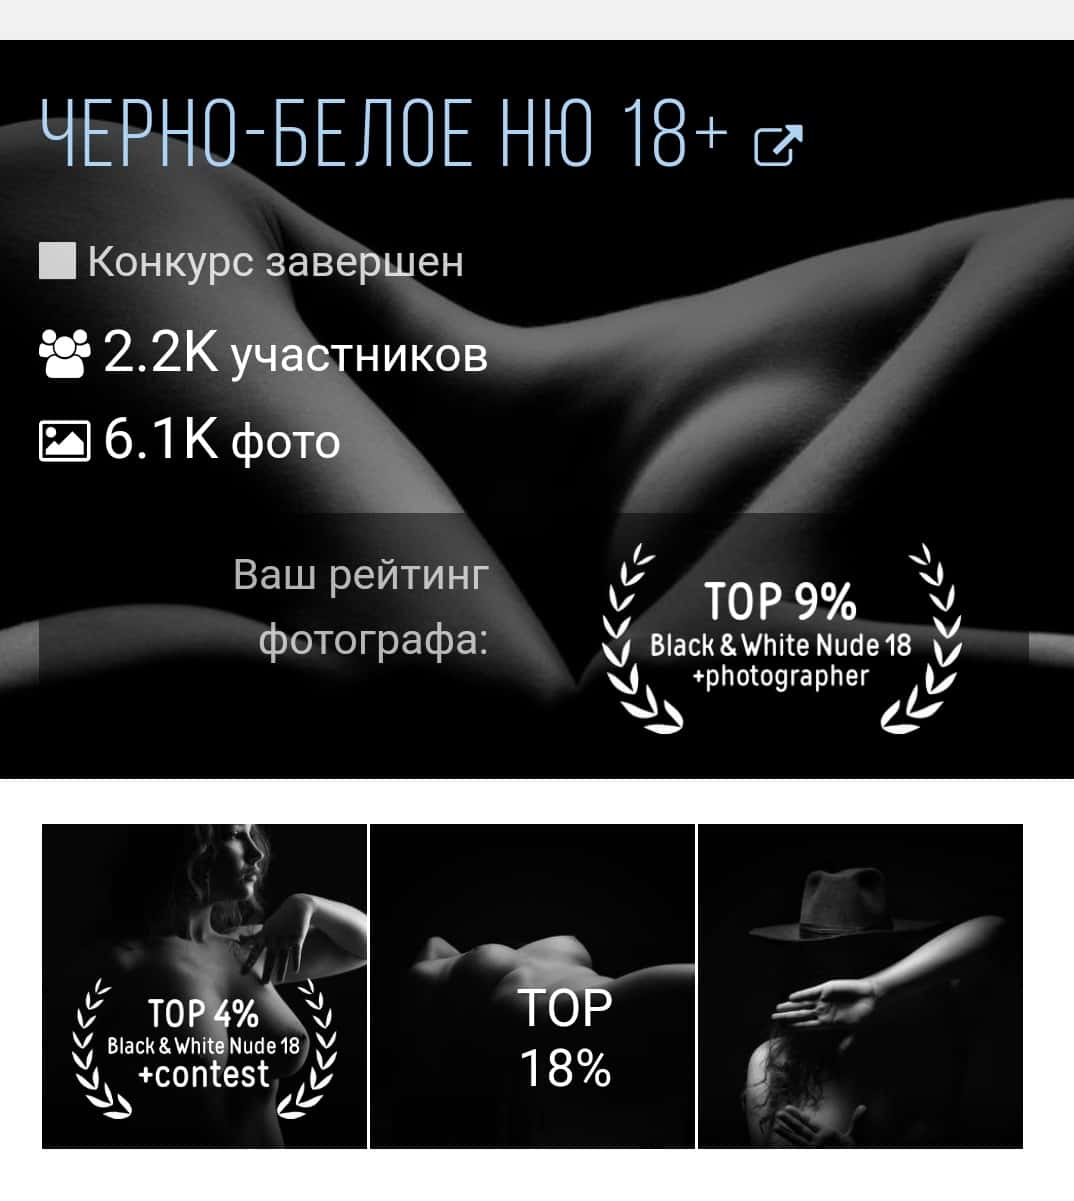 ЧЕРНО-БЕЛОЕ НЮ 18+
Конкурс завершен
2.2K участников
6.1K фото
Ваш рейтинг
фотографа:
TOP 9%
Black & White Nude 18
+photographer
TOP 4%
Black & White Nude 18
+contest
TOP
18%